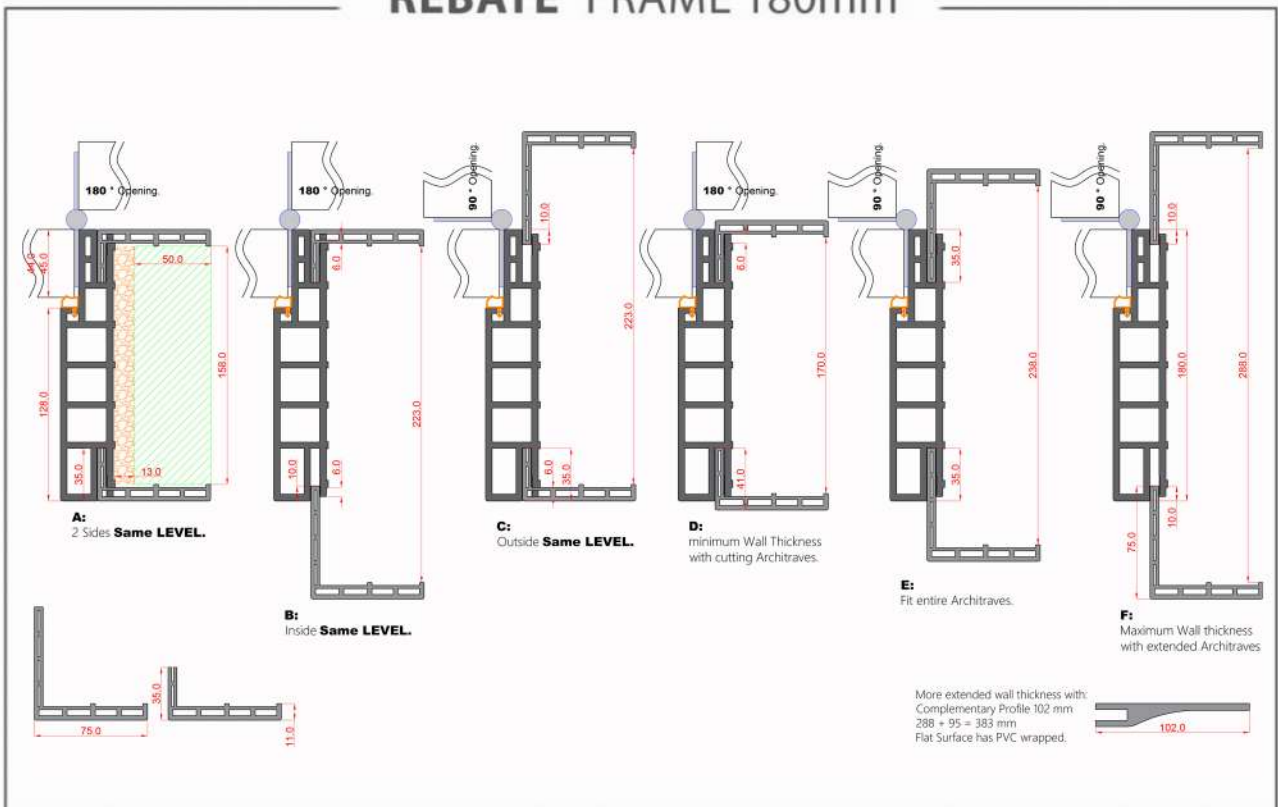 REBATE FRAME 180mm
180 ° Opening.
180 ° Opening.
90 ° Opening.
180 ° Opening.
90 ° Opening.
90 ° Opening.
45.0
50.0
158.0
128.0
35.0
13.0
A:
2 Sides Same LEVEL.
6.0
223.0
10.0
6.0
B:
Inside Same LEVEL.
10.0
223.0
6.0
35.0
C:
Outside Same LEVEL.
6.0
170.0
41.0
D:
minimum Wall Thickness
with cutting Architraves.
35.0
238.0
35.0
E:
Fit entire Architraves.
10.0
180.0
288.0
10.0
75.0
F:
Maximum Wall thickness
with extended Architraves
75.0
35.0
11.0
More extended wall thickness with:
Complementary Profile 102 mm
288 + 95 = 383 mm
Flat Surface has PVC wrapped.
102.0